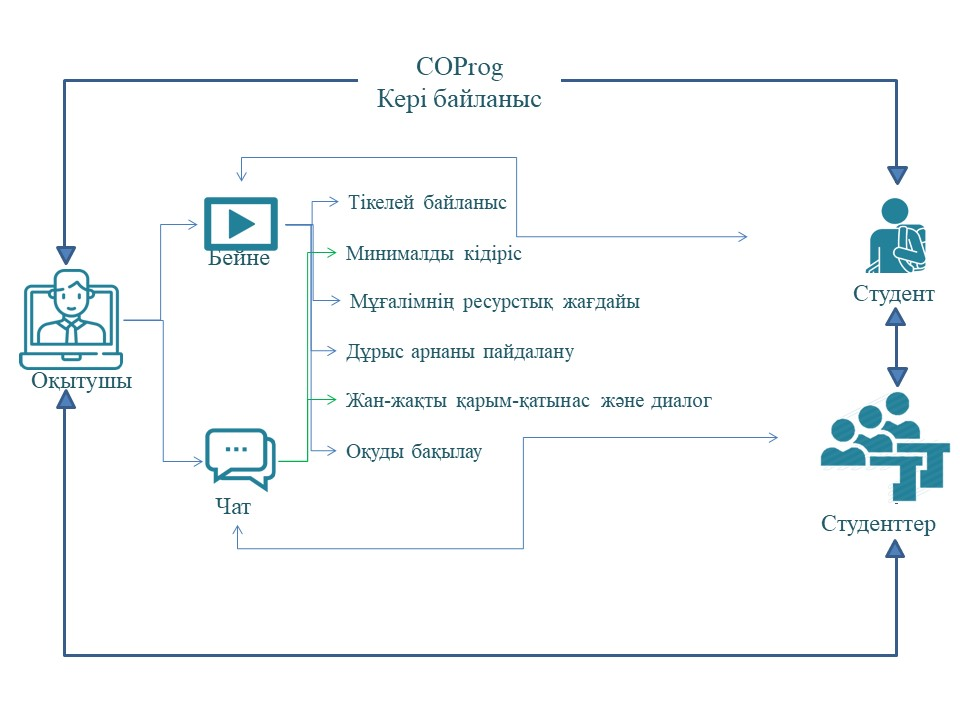 COProg
Кері байланыс
Тікелей байланыс
Бейне
Минималды кідіріс
Студент
Мұғалімнің ресурстық жағдайы
Дұрыс арнаны пайдалану
Оқытушы
Жан-жақты қарым-қатынас және диалог
Оқуды бақылау
Чат
Студенттер